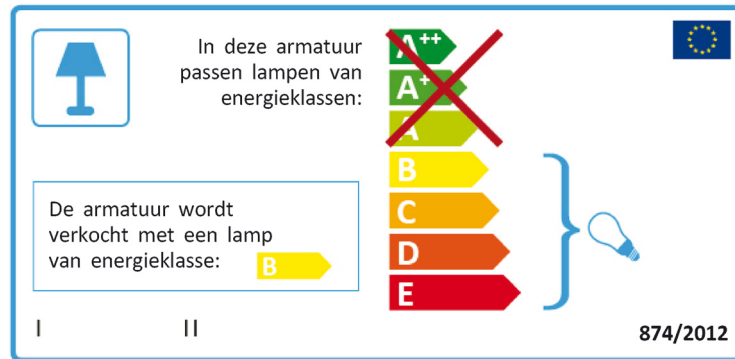 In deze armatuur
passen lampen van
energieklassen:
A++
A+
A
B
C
D
E
De armatuur wordt
verkocht met een lamp
van energieklasse:
B
I II
874/2012